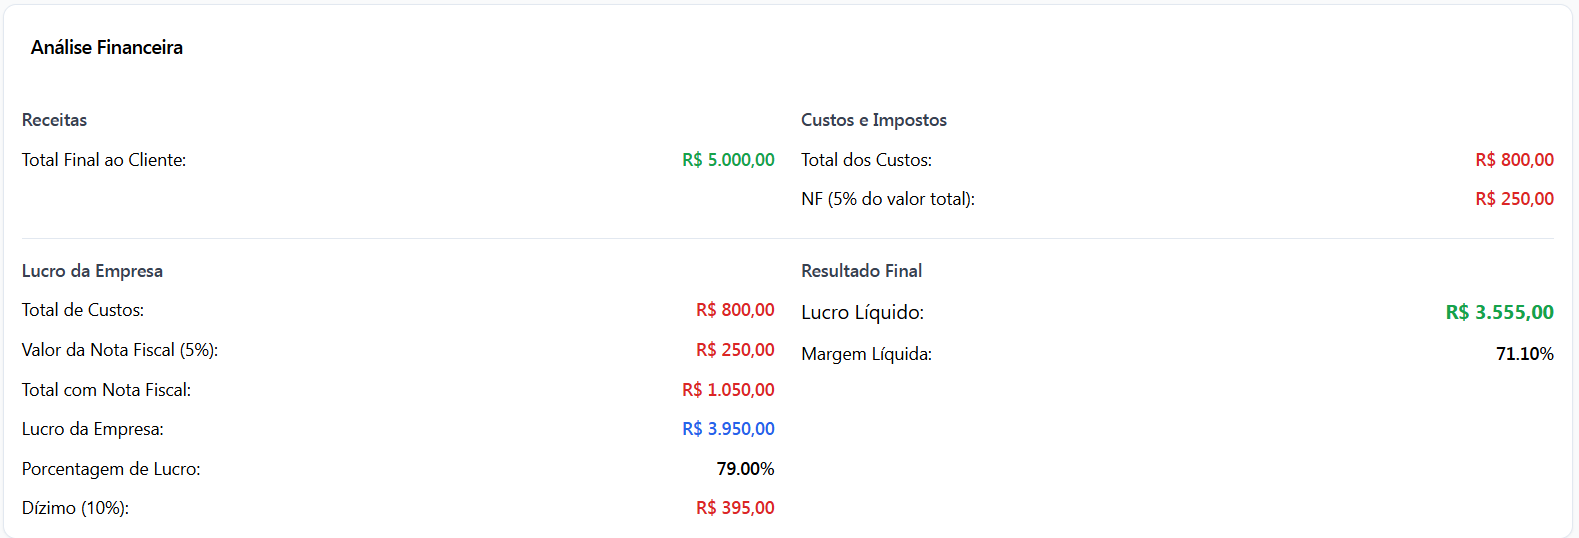 Análise Financeira
Receitas
Total Final ao Cliente: R$ 5.000,00
Custos e Impostos
Total dos Custos: R$ 800,00
NF (5% do valor total): R$ 250,00
Lucro da Empresa
Total de Custos: R$ 800,00
Valor da Nota Fiscal (5%): R$ 250,00
Total com Nota Fiscal: R$ 1.050,00
Lucro da Empresa: R$ 3.950,00
Porcentagem de Lucro: 79.00%
Dízimo (10%): R$ 395,00
Resultado Final
Lucro Líquido: R$ 3.555,00
Margem Líquida: 71.10%